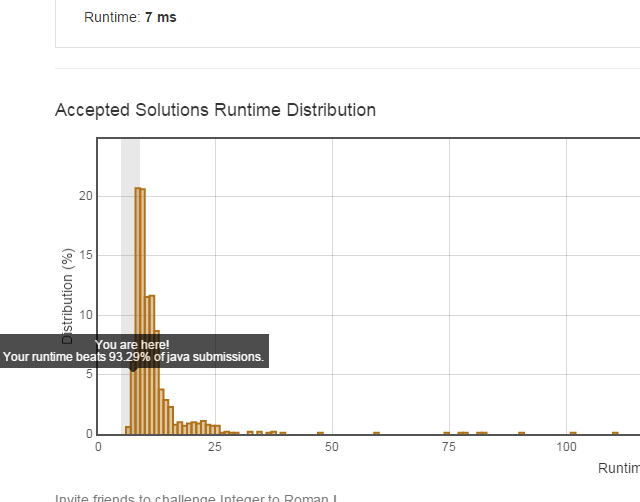 Runtime: 7 ms
Accepted Solutions Runtime Distribution
Distribution (%)
20
15
10
5
0
You are here!
Your runtime beats 93.29% of java submissions.
0
25
50
75
100
Runtim
Invite friends to challenge Integer to Roman !